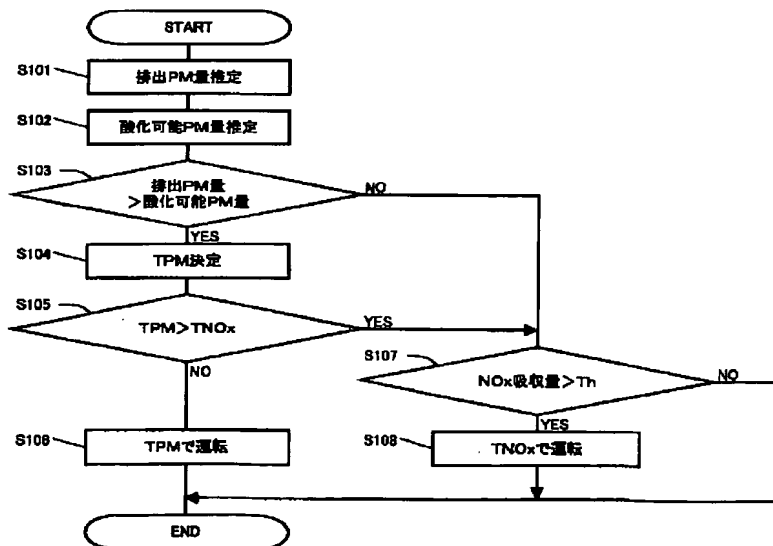 START
S101
排出PM量推定
S102
酸化可能PM量推定
S103
排出PM量
>酸化可能PM量
NO
YES
S104
TPM決定
S105
TPM>TNOx
YES
NO
S107
NOx吸収量>Th
NO
YES
S106
TPMで運転
S108
TNOxで運転
END